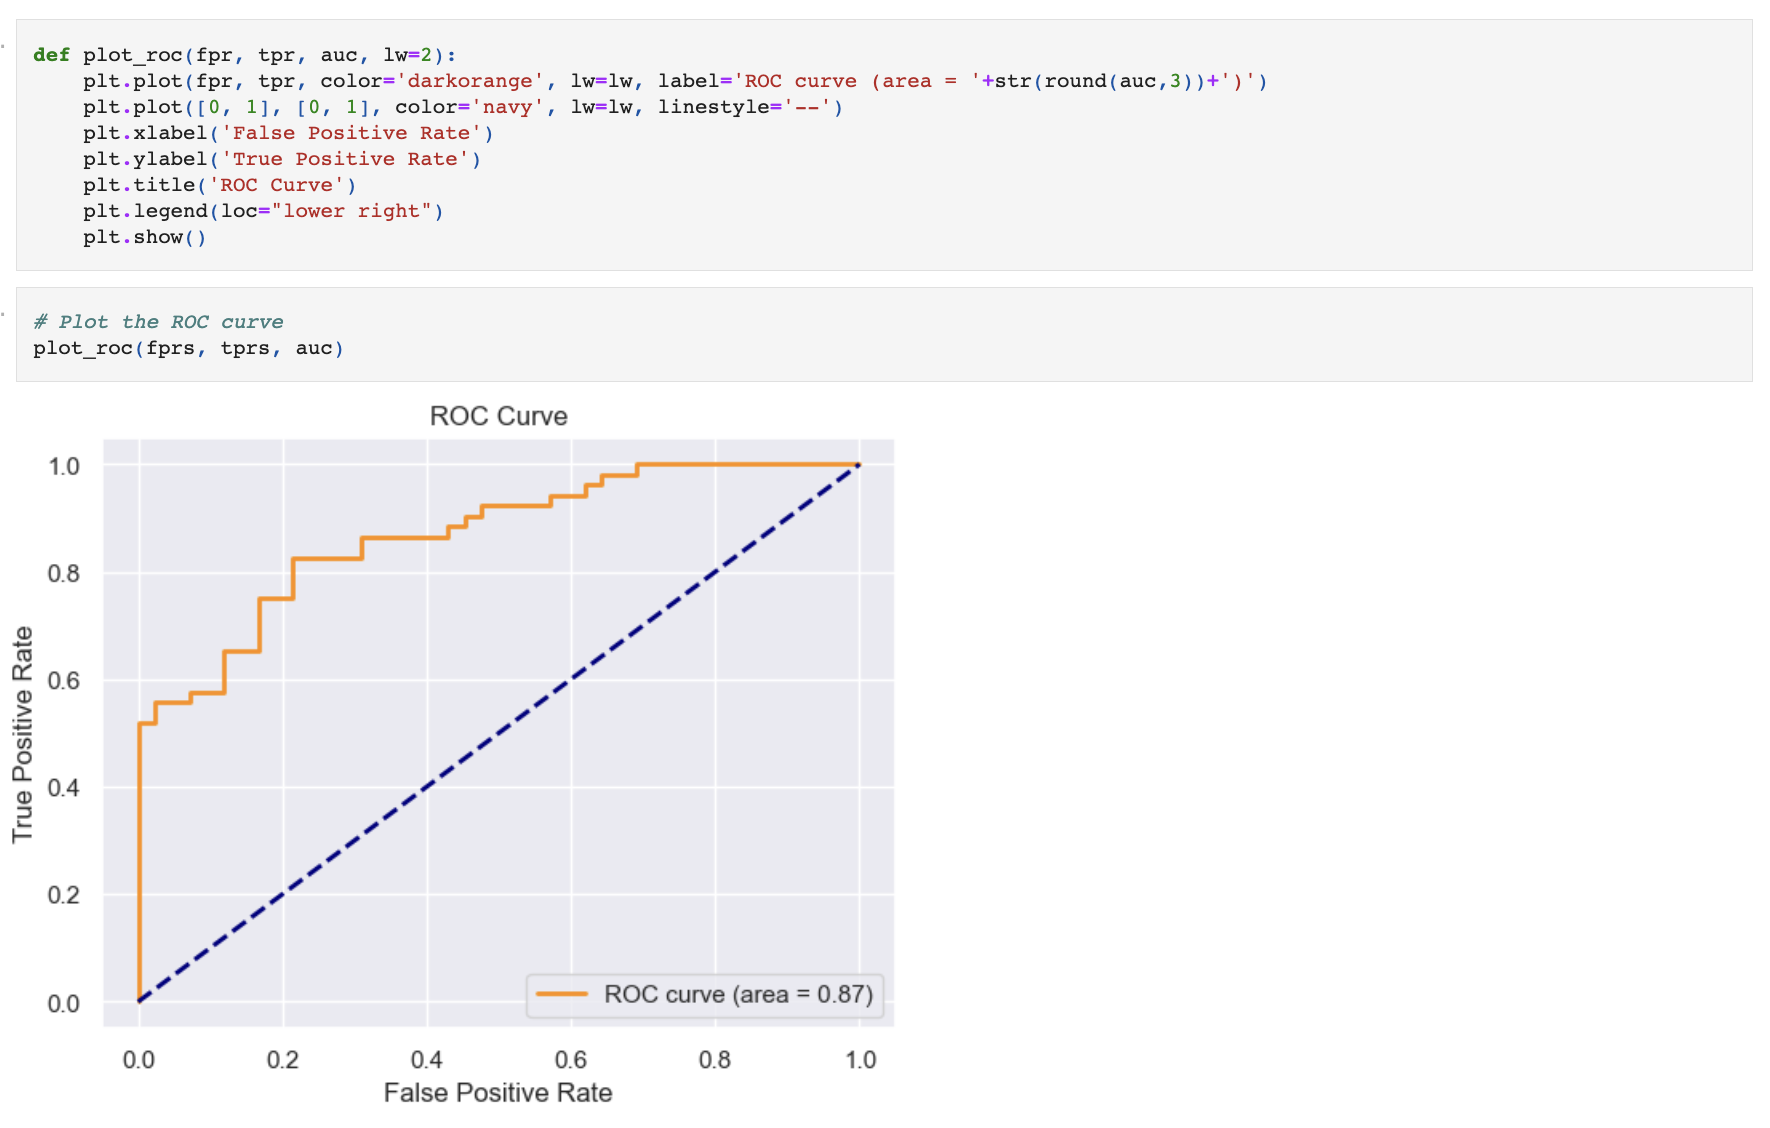 def plot_roc(fpr, tpr, auc, lw=2):
    plt.plot(fpr, tpr, color='darkorange', lw=lw, label='ROC curve (area = '+str(round(auc,3))+')')
    plt.plot([0, 1], [0, 1], color='navy', lw=lw, linestyle='--')
    plt.xlabel('False Positive Rate')
    plt.ylabel('True Positive Rate')
    plt.title('ROC Curve')
    plt.legend(loc="lower right")
    plt.show()
# Plot the ROC curve
plot_roc(fprs, tprs, auc)
ROC Curve
1.0
0.8
0.6
0.4
0.2
0.0
True Positive Rate
ROC curve (area = 0.87)
0.0 0.2 0.4 0.6 0.8 1.0
False Positive Rate